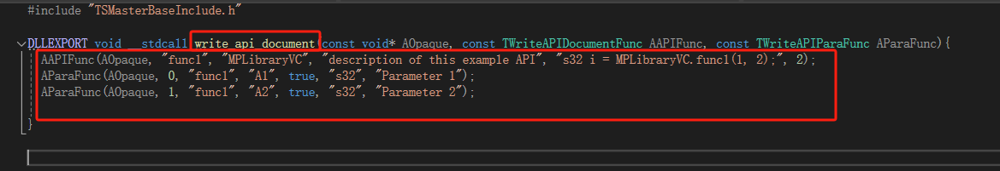 #include "TSMasterBaseInclude.h"
DLLEXPORT void __stdcall write_api_document(const void* AOpaque, const TWriteAPIDocumentFunc AAPIFunc, const TWriteAPIParaFunc AParaFunc){
AAPIFunc(AOpaque, "func1", "MPLibraryVC", "description of this example API", "s32 i = MPLibraryVC.func1(1, 2);", 2);
AParaFunc(AOpaque, 0, "func1", "A1", true, "s32", "Parameter 1");
AParaFunc(AOpaque, 1, "func1", "A2", true, "s32", "Parameter 2");
}